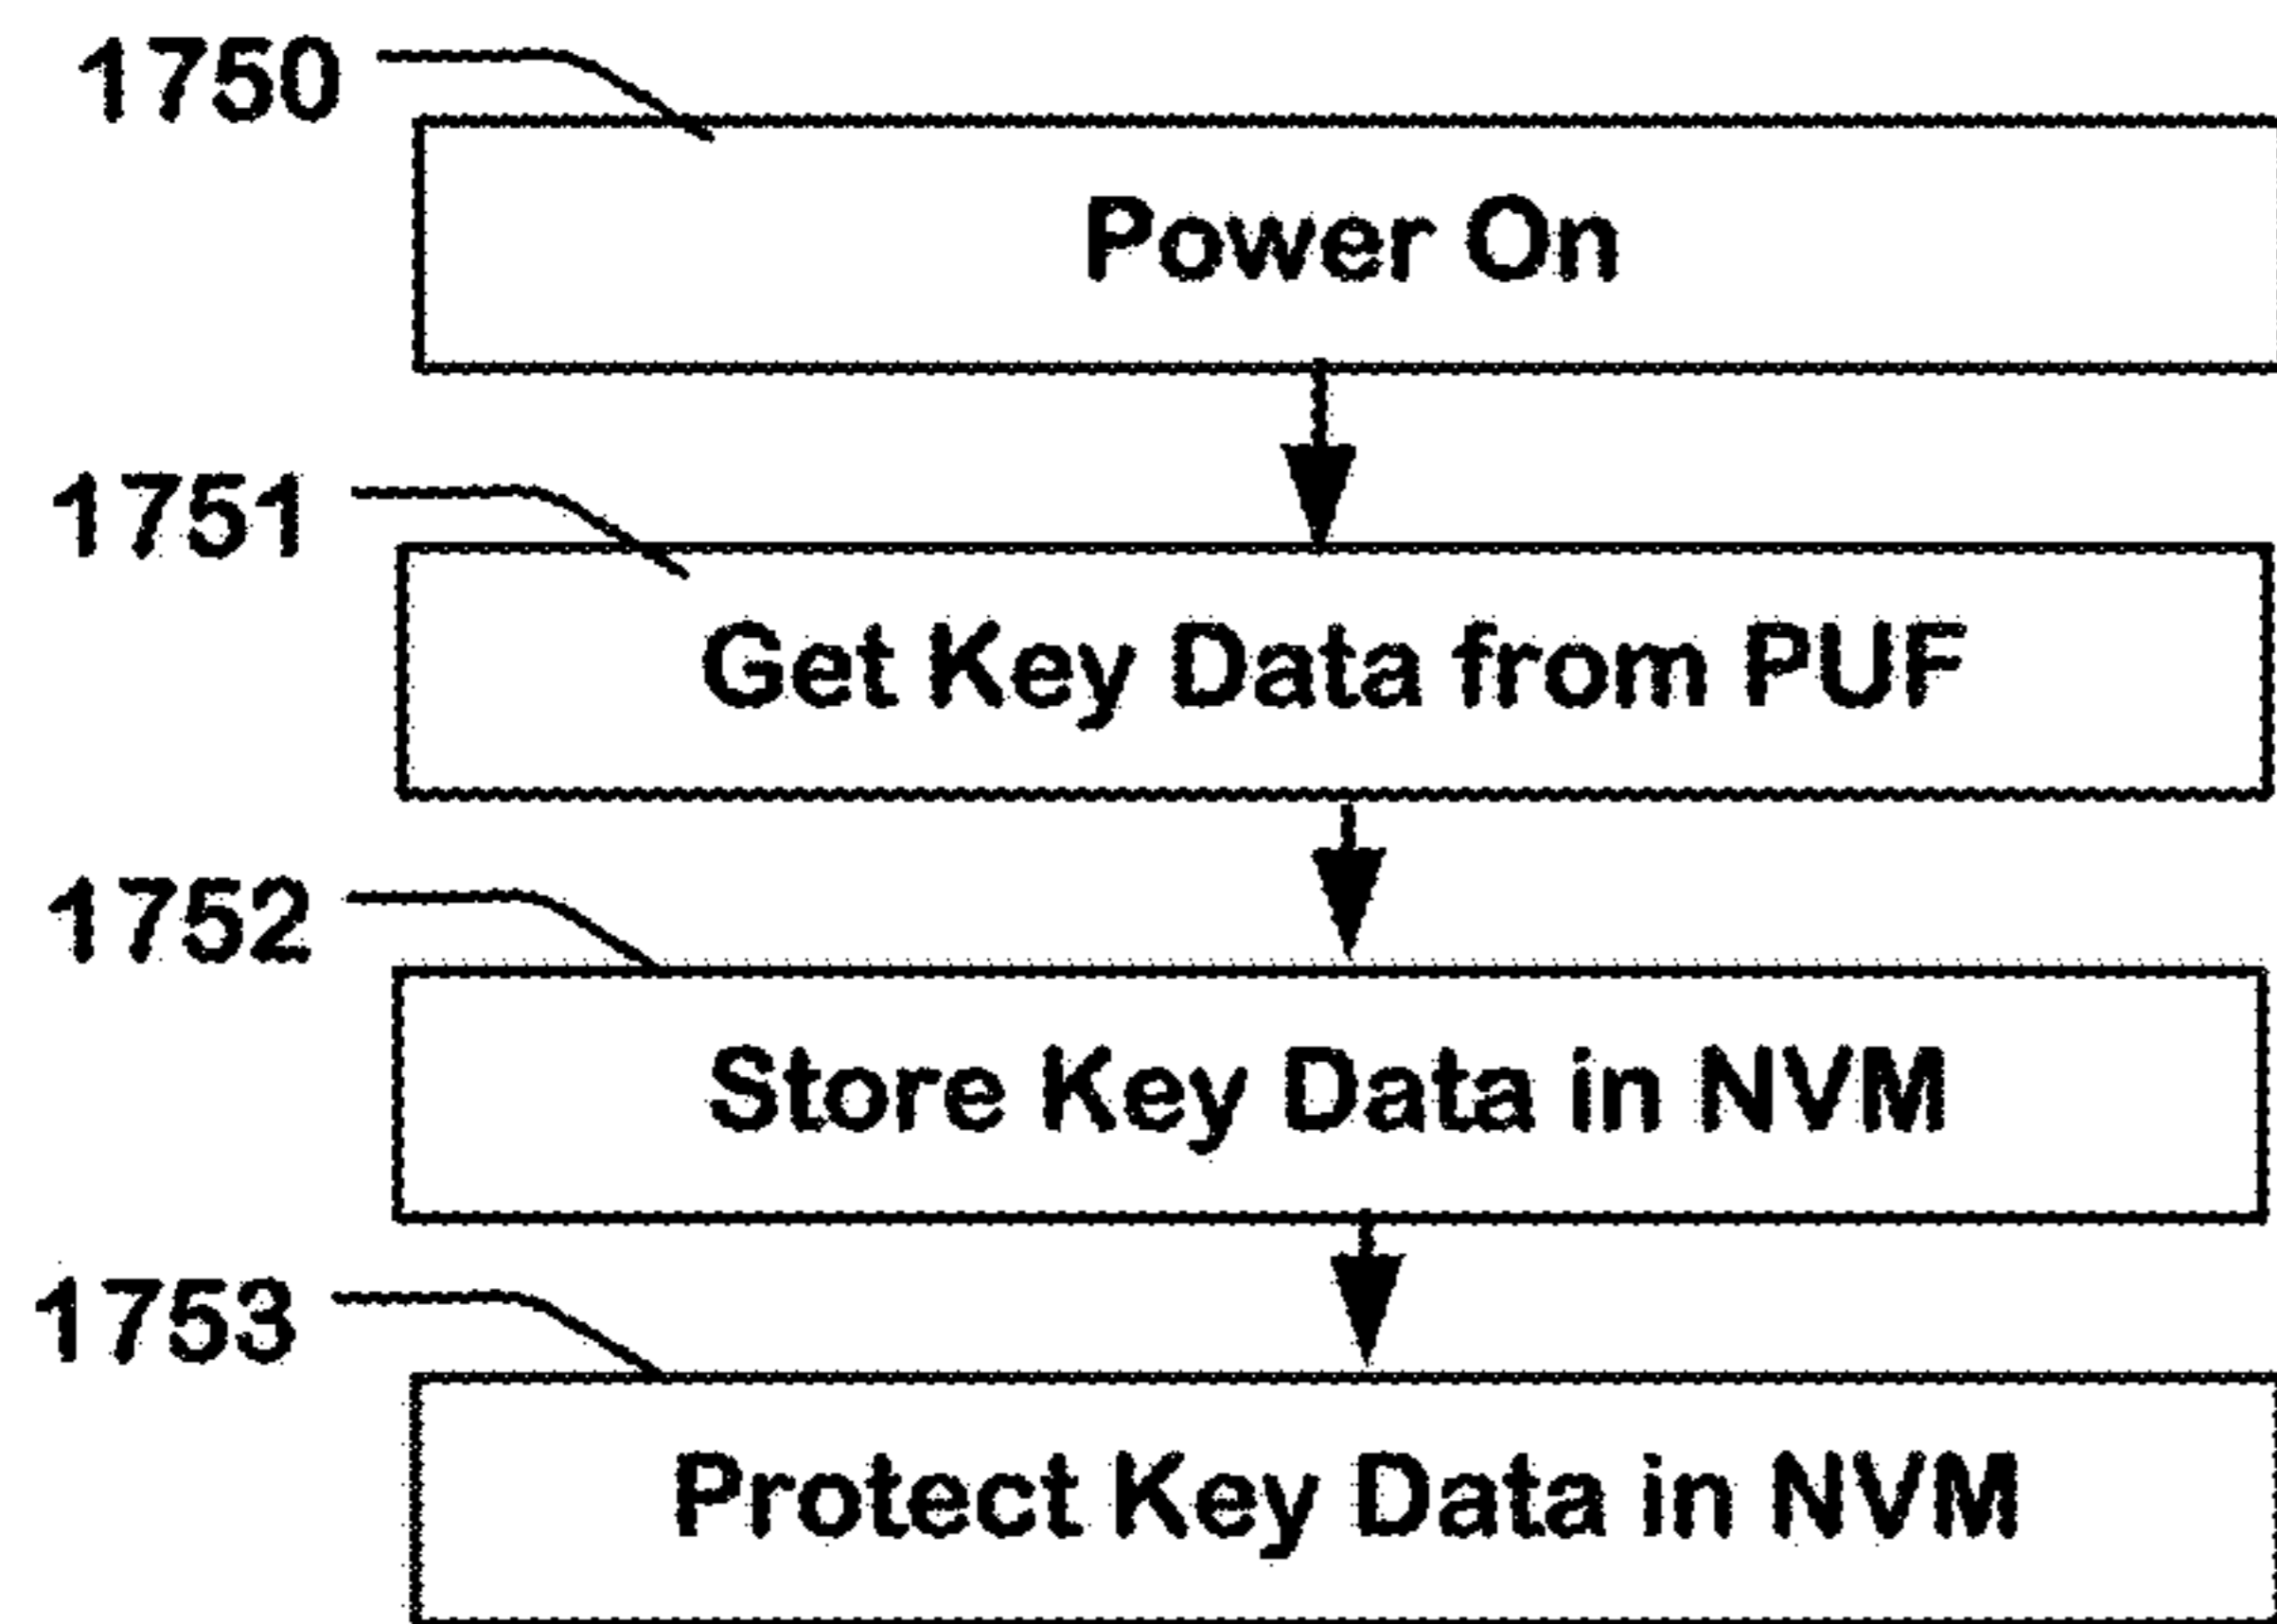 1750
Power On
1751
Get Key Data from PUF
1752
Store Key Data in NVM
1753
Protect Key Data in NVM